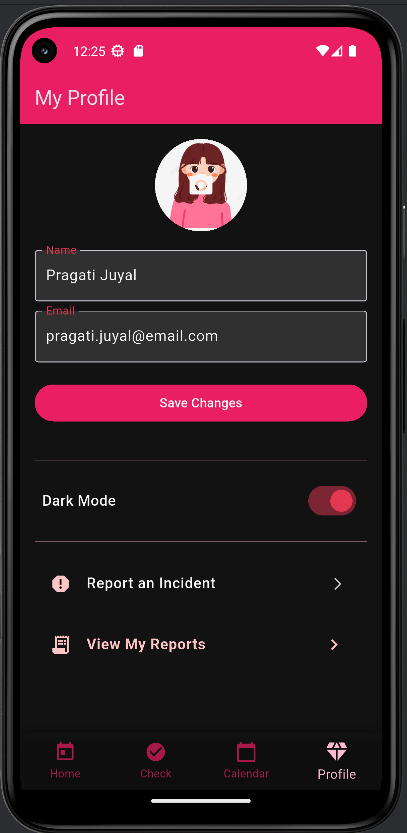 12:25
My Profile
Name
Pragati Juyal
Email
pragati.juyal@email.com
Save Changes
Dark Mode
Report an Incident
View My Reports
Home
Check
Calendar
Profile